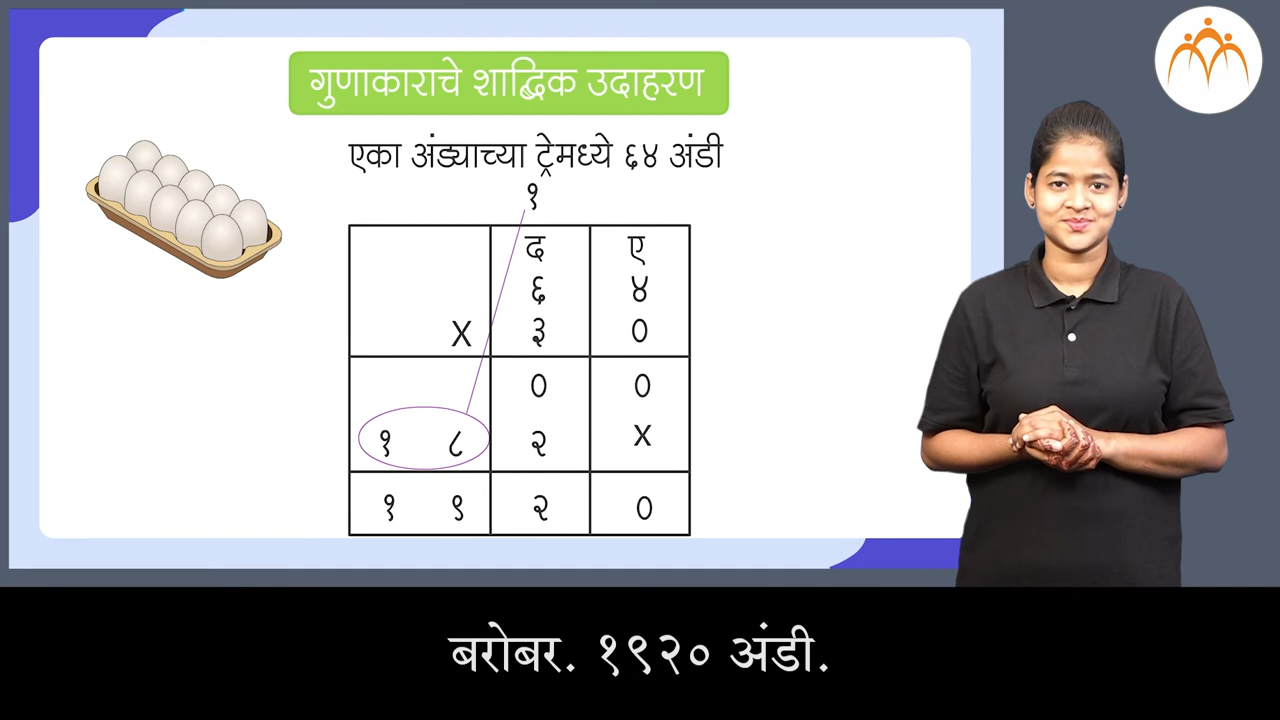 गुणाकाराचे शाब्दिक उदाहरण
एका अंड्याच्या ट्रेमध्ये ६४ अंडी
१
द ए
६ ४
X ३ ०
० ०
१ ८ २ x
१ ९ २ ०
बरोबर. १९२० अंडी.